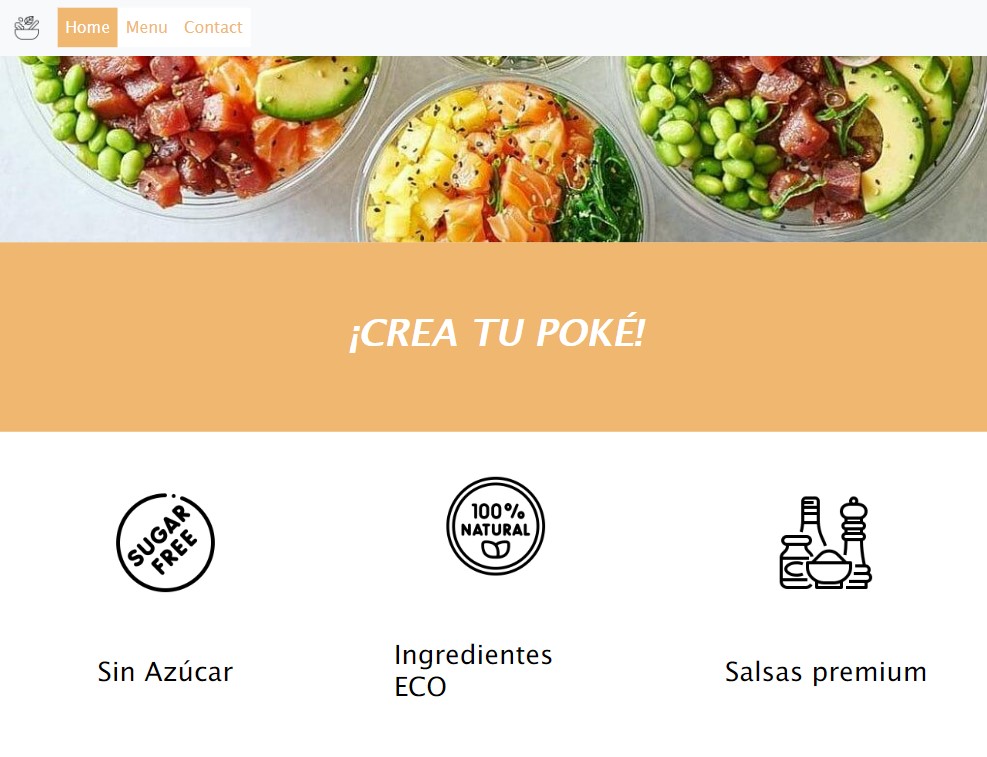 Home Menu Contact
¡CREA TU POKÉ!
SUGAR
FREE
Sin Azúcar
100%
NATURAL
Ingredientes
ECO
Salsas premium